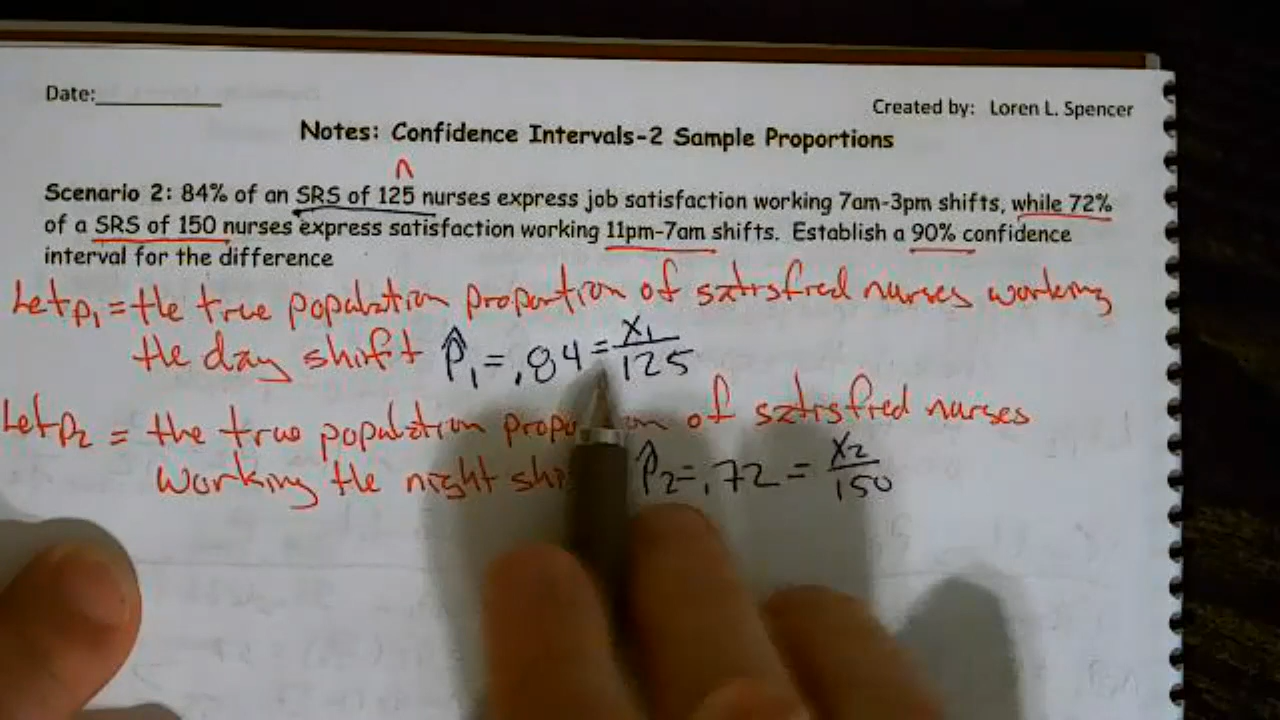 Date:__________
Created by: Loren L. Spencer
Notes: Confidence Intervals-2 Sample Proportions
n
Scenario 2: 84% of an SRS of 125 nurses express job satisfaction working 7am-3pm shifts, while 72%
of a SRS of 150 nurses express satisfaction working 11pm-7am shifts. Establish a 90% confidence
interval for the difference
Let p₁ = the true population proportion of satisfied nurses working
the day shift p̂₁ = .84 = x₁/125
Let p₂ = the true population of satisfied nurses
working the night p̂₂ = .72 = x₂/150